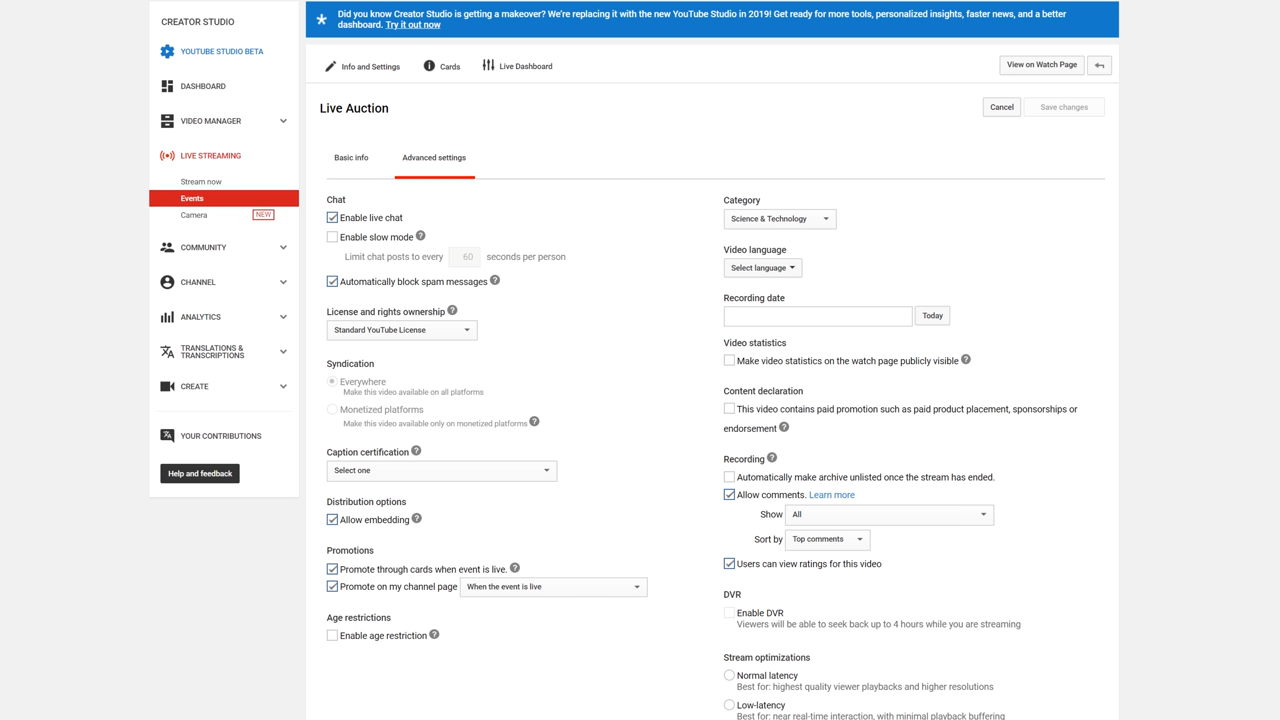 CREATOR STUDIO
YOUTUBE STUDIO BETA
DASHBOARD
VIDEO MANAGER
LIVE STREAMING
Stream now
Events
Camera NEW
COMMUNITY
CHANNEL
ANALYTICS
TRANSLATIONS &
TRANSCRIPTIONS
CREATE
YOUR CONTRIBUTIONS
Help and feedback
Did you know Creator Studio is getting a makeover? We're replacing it with the new YouTube Studio in 2019! Get ready for more tools, personalized insights, faster news, and a better
dashboard. Try it out now
Info and Settings Cards Live Dashboard View on Watch Page
Live Auction Cancel Save changes
Basic info Advanced settings
Chat
Enable live chat
Enable slow mode
Limit chat posts to every 60 seconds per person
Automatically block spam messages
License and rights ownership
Standard YouTube License
Syndication
Everywhere
Make this video available on all platforms
Monetized platforms
Make this video available only on monetized platforms
Caption certification
Select one
Distribution options
Allow embedding
Promotions
Promote through cards when event is live.
Promote on my channel page When the event is live
Age restrictions
Enable age restriction
Category
Science & Technology
Video language
Select language
Recording date
Today
Video statistics
Make video statistics on the watch page publicly visible
Content declaration
This video contains paid promotion such as paid product placement, sponsorships or
endorsement
Recording
Automatically make archive unlisted once the stream has ended.
Allow comments. Learn more
Show All
Sort by Top comments
Users can view ratings for this video
DVR
Enable DVR
Viewers will be able to seek back up to 4 hours while you are streaming
Stream optimizations
Normal latency
Best for: highest quality viewer playbacks and higher resolutions
Low-latency
Best for: near real-time interaction, with minimal playback buffering